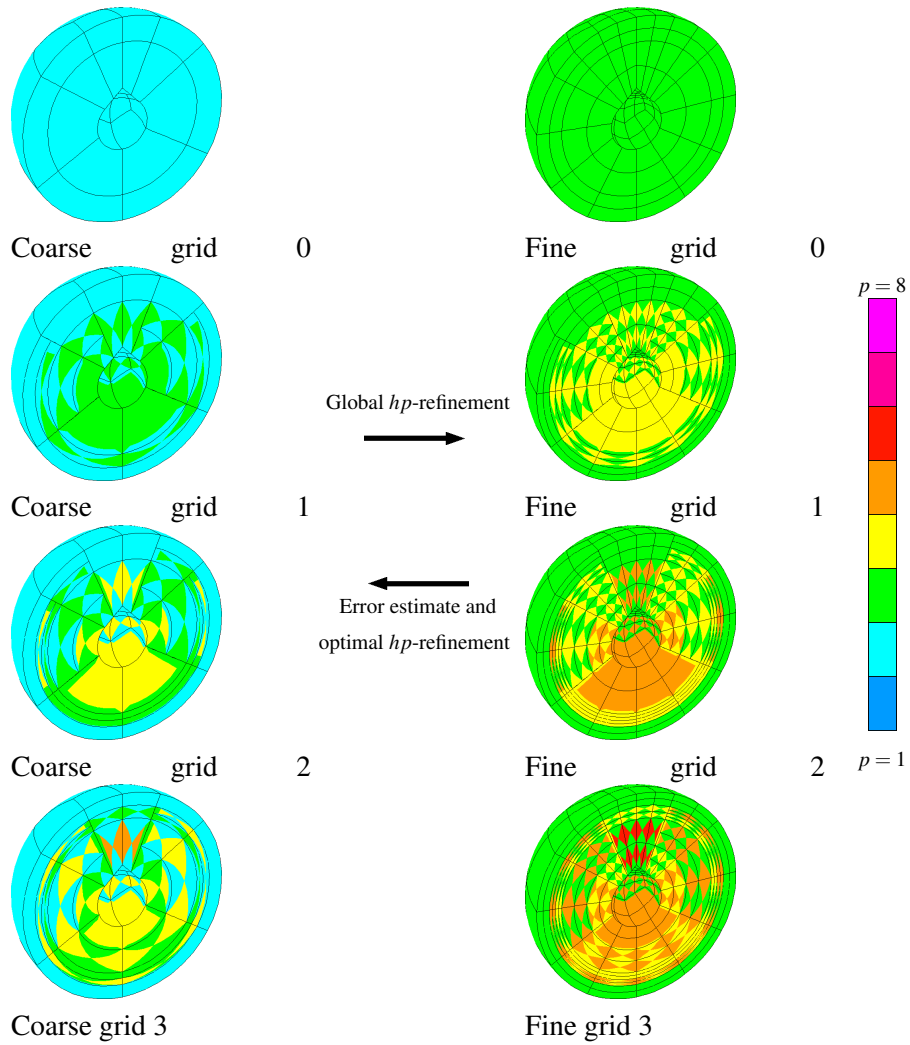 Coarse grid 0
Fine grid 0
p = 8
Global hp-refinement
Coarse grid 1
Fine grid 1
Error estimate and
optimal hp-refinement
Coarse grid 2
Fine grid 2
p = 1
Coarse grid 3
Fine grid 3